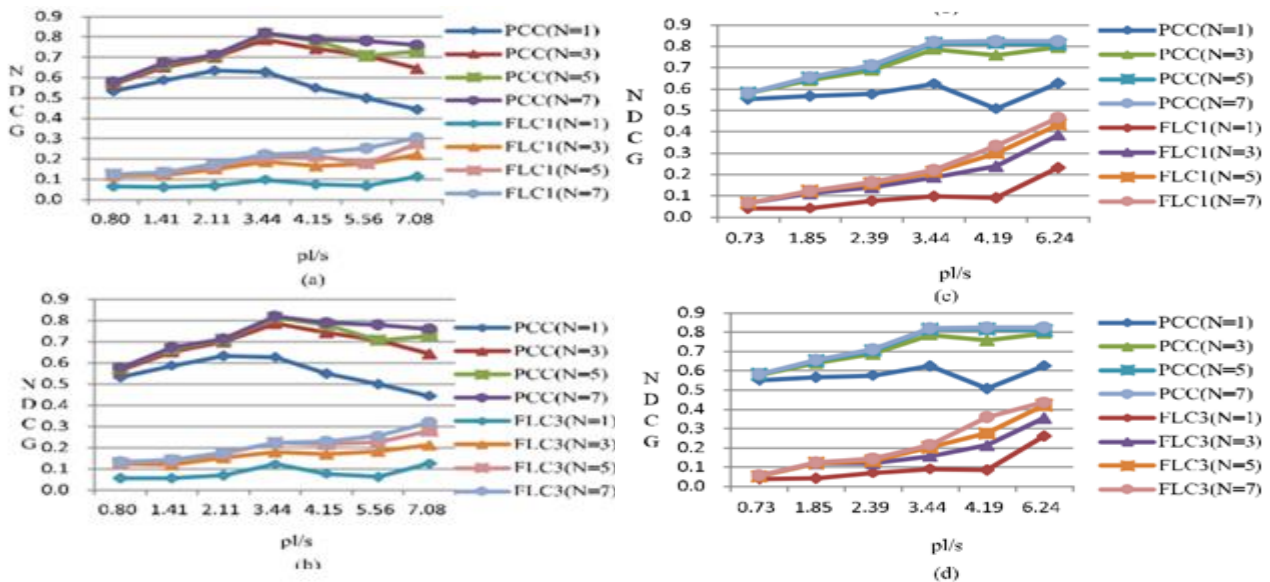 0.9
0.8
0.7
0.6
0.5
0.4
0.3
0.2
0.1
0.0
N
D
C
G
0.80 1.41 2.11 3.44 4.15 5.56 7.08
pl/s
(a)
PCC(N=1)
PCC(N=3)
PCC(N=5)
PCC(N=7)
FLC1(N=1)
FLC1(N=3)
FLC1(N=5)
FLC1(N=7)
0.9
0.8
0.7
0.6
0.5
0.4
0.3
0.2
0.1
0.0
N
D
C
G
0.73 1.85 2.39 3.44 4.19 6.24
pl/s
(c)
PCC(N=1)
PCC(N=3)
PCC(N=5)
PCC(N=7)
FLC1(N=1)
FLC1(N=3)
FLC1(N=5)
FLC1(N=7)
0.9
0.8
0.7
0.6
0.5
0.4
0.3
0.2
0.1
0.0
N
D
C
G
0.80 1.41 2.11 3.44 4.15 5.56 7.08
pl/s
(b)
PCC(N=1)
PCC(N=3)
PCC(N=5)
PCC(N=7)
FLC3(N=1)
FLC3(N=3)
FLC3(N=5)
FLC3(N=7)
0.9
0.8
0.7
0.6
0.5
0.4
0.3
0.2
0.1
0.0
N
D
C
G
0.73 1.85 2.39 3.44 4.19 6.24
pl/s
(d)
PCC(N=1)
PCC(N=3)
PCC(N=5)
PCC(N=7)
FLC3(N=1)
FLC3(N=3)
FLC3(N=5)
FLC3(N=7)